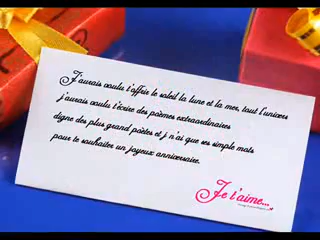 J'aurais voulu t'offrir le soleil la lune et la mer, tout l'univers
j'aurais voulu t'écrire des poèmes extraordinaires
digne des plus grand poètes et j n'ai que ses simple mots
pour te souhaiter un joyeux anniversaire.
Je t'aime...